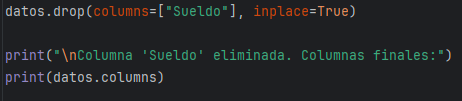 datos.drop(columns=["Sueldo"], inplace=True)
print("\nColumna 'Sueldo' eliminada. Columnas finales:")
print(datos.columns)